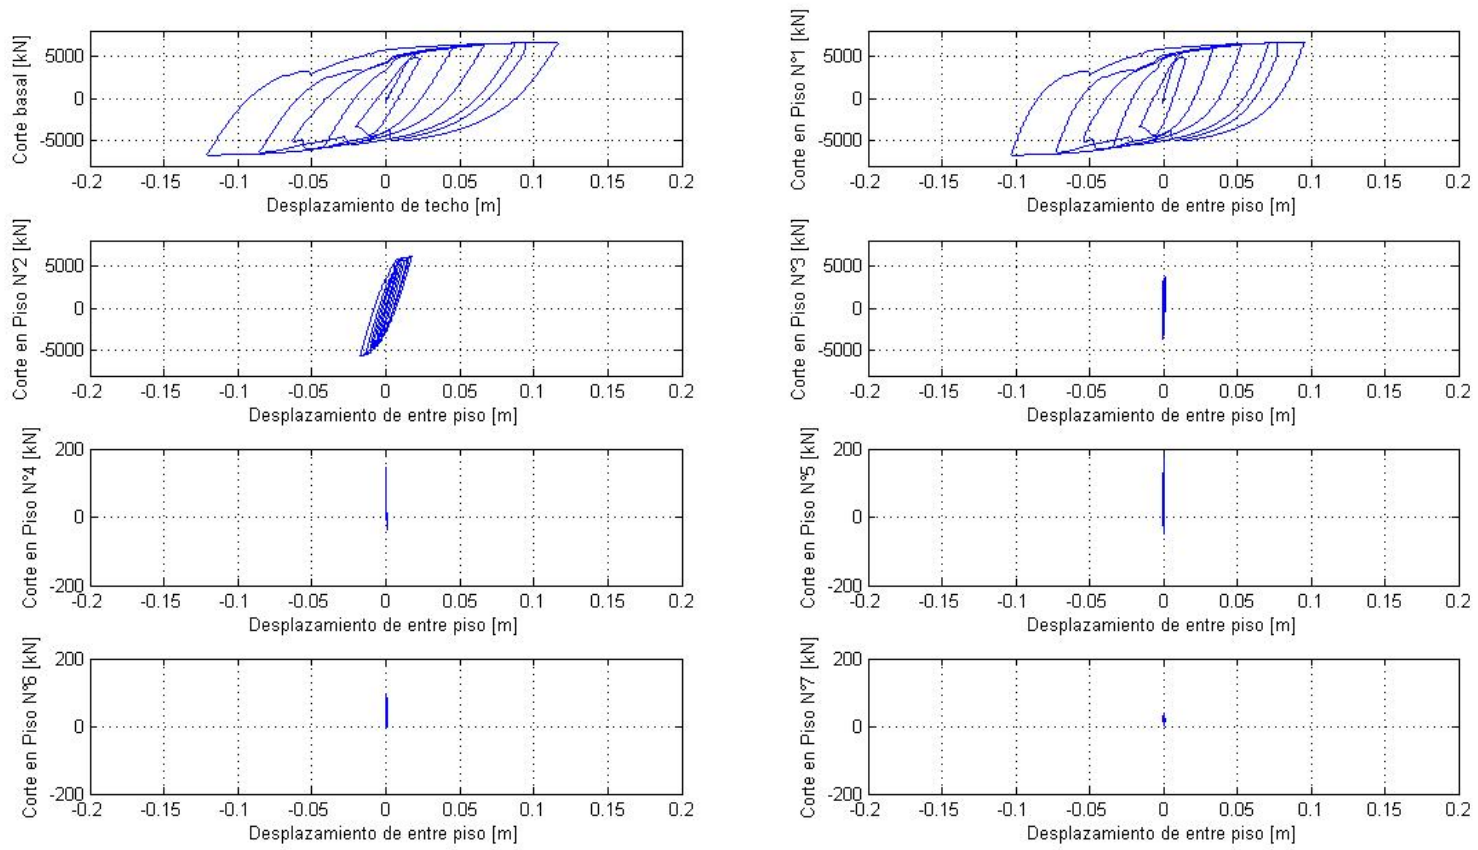 Corte basal [kN]
5000
0
-5000
-0.2 -0.15 -0.1 -0.05 0 0.05 0.1 0.15 0.2
Desplazamiento de techo [m]
Corte en Piso N°1 [kN]
5000
0
-5000
-0.2 -0.15 -0.1 -0.05 0 0.05 0.1 0.15 0.2
Desplazamiento de entre piso [m]
Corte en Piso N°2 [kN]
5000
0
-5000
-0.2 -0.15 -0.1 -0.05 0 0.05 0.1 0.15 0.2
Desplazamiento de entre piso [m]
Corte en Piso N°3 [kN]
5000
0
-5000
-0.2 -0.15 -0.1 -0.05 0 0.05 0.1 0.15 0.2
Desplazamiento de entre piso [m]
Corte en Piso N°4 [kN]
200
0
-200
-0.2 -0.15 -0.1 -0.05 0 0.05 0.1 0.15 0.2
Desplazamiento de entre piso [m]
Corte en Piso N°5 [kN]
200
0
-200
-0.2 -0.15 -0.1 -0.05 0 0.05 0.1 0.15 0.2
Desplazamiento de entre piso [m]
Corte en Piso N°6 [kN]
200
0
-200
-0.2 -0.15 -0.1 -0.05 0 0.05 0.1 0.15 0.2
Desplazamiento de entre piso [m]
Corte en Piso N°7 [kN]
200
0
-200
-0.2 -0.15 -0.1 -0.05 0 0.05 0.1 0.15 0.2
Desplazamiento de entre piso [m]